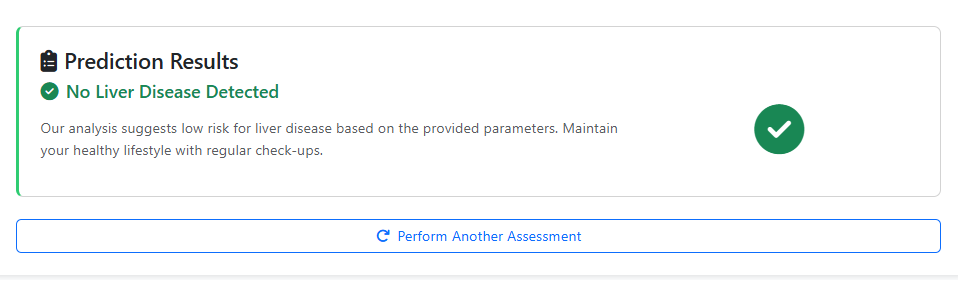 Prediction Results
No Liver Disease Detected
Our analysis suggests low risk for liver disease based on the provided parameters. Maintain
your healthy lifestyle with regular check-ups.
Perform Another Assessment